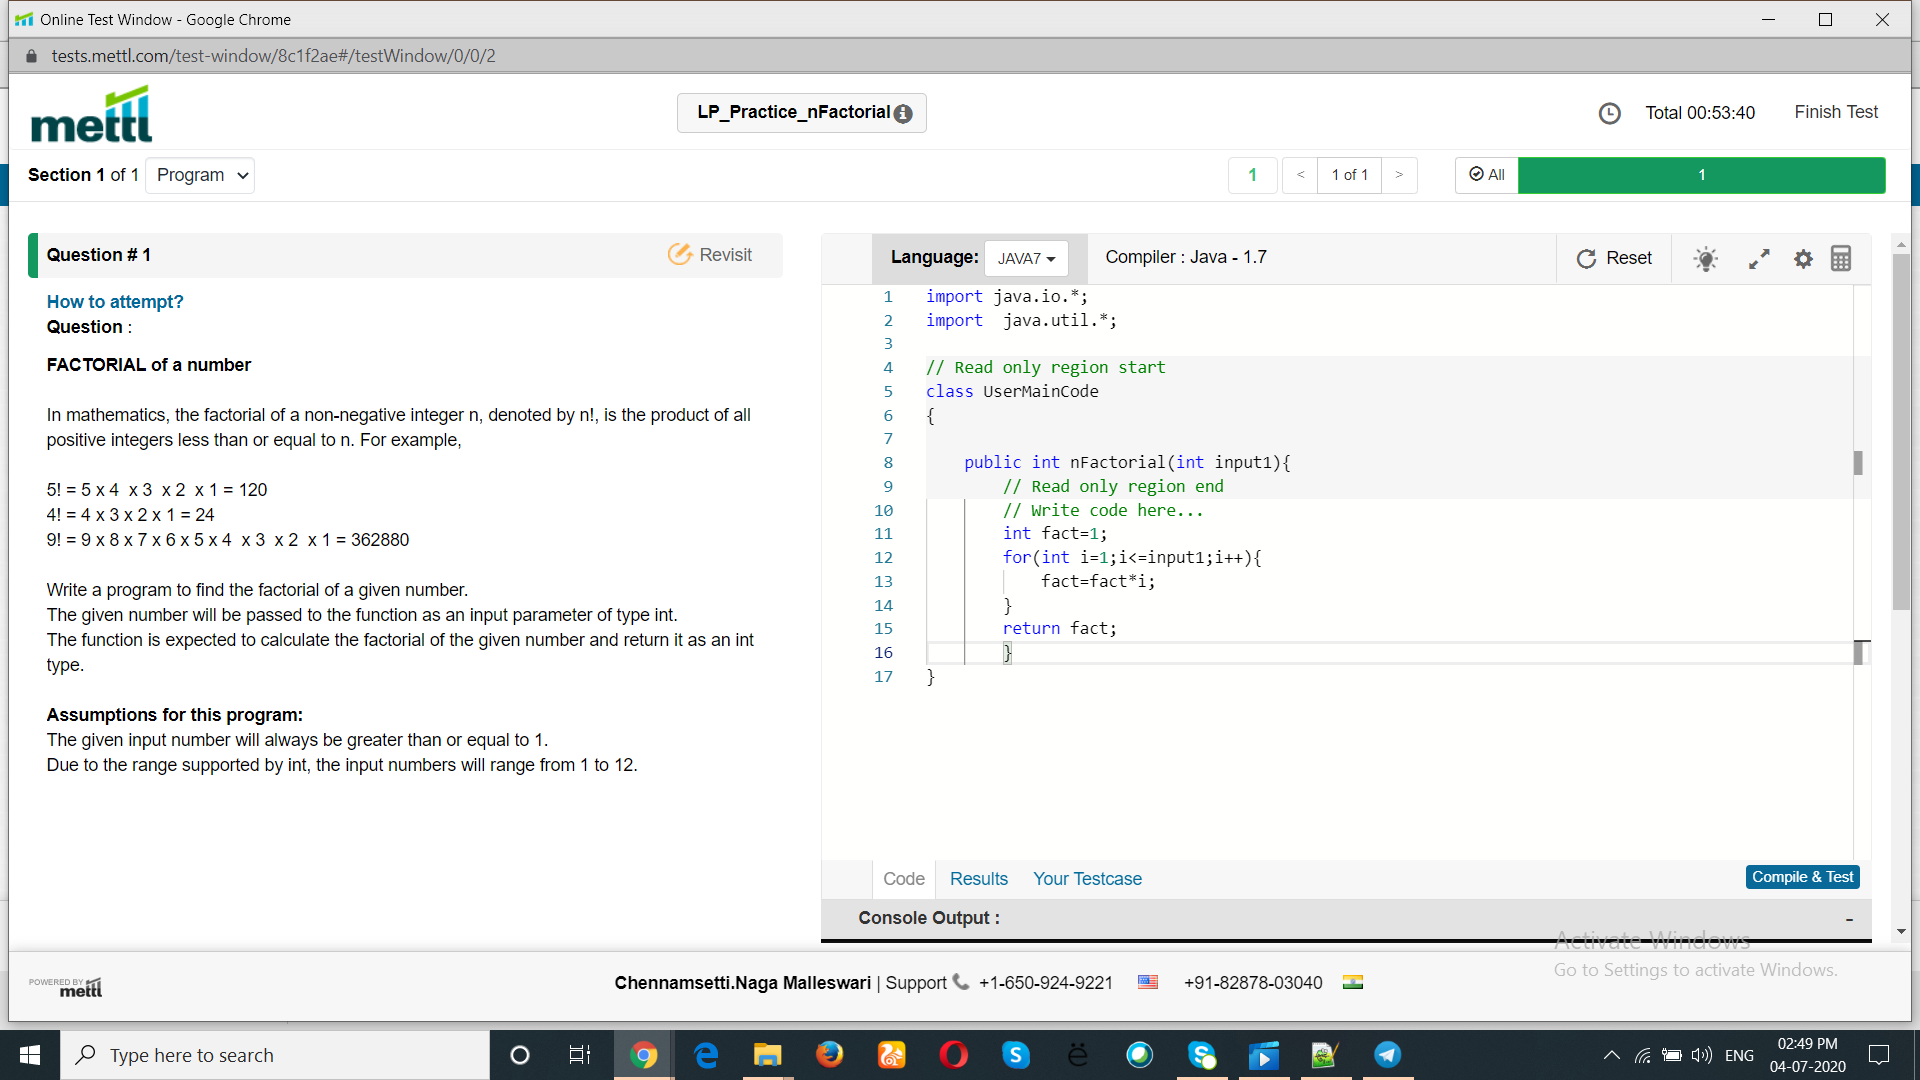 Online Test Window - Google Chrome
tests.mettl.com/test-window/8c1f2ae#/testWindow/0/0/2
mettl
LP_Practice_nFactorial i
Total 00:53:40
Finish Test
Section 1 of 1
Program
1
<
1 of 1
>
All
1
Question # 1
Revisit
How to attempt?
Question :
FACTORIAL of a number
In mathematics, the factorial of a non-negative integer n, denoted by n!, is the product of all
positive integers less than or equal to n. For example,
5! = 5 x 4  x 3  x 2  x 1 = 120
4! = 4 x 3 x 2 x 1 = 24
9! = 9 x 8 x 7 x 6 x 5 x 4  x 3  x 2  x 1 = 362880
Write a program to find the factorial of a given number.
The given number will be passed to the function as an input parameter of type int.
The function is expected to calculate the factorial of the given number and return it as an int
type.
Assumptions for this program:
The given input number will always be greater than or equal to 1.
Due to the range supported by int, the input numbers will range from 1 to 12.
Language:
JAVA7
Compiler : Java - 1.7
Reset
1 import java.io.*;
2 import  java.util.*;
3
4 // Read only region start
5 class UserMainCode
6 {
7
8     public int nFactorial(int input1){
9         // Read only region end
10         // Write code here...
11         int fact=1;
12         for(int i=1;i<=input1;i++){
13             fact=fact*i;
14         }
15         return fact;
16         }
17 }
Code
Results
Your Testcase
Compile & Test
Console Output :
-
Activate Windows
Go to Settings to activate Windows.
POWERED BY
mettl
Chennamsetti.Naga Malleswari | Support +1-650-924-9221 +91-82878-03040
Type here to search
ENG
02:49 PM
04-07-2020